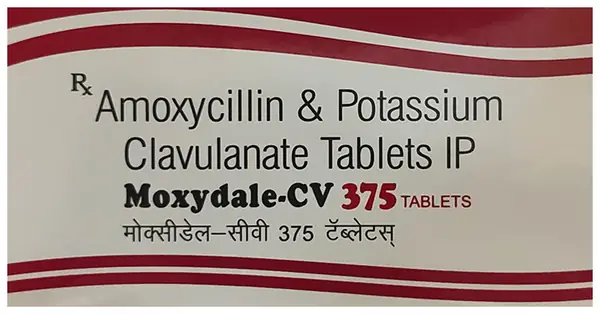 Rx Amoxycillin & Potassium
Clavulanate Tablets IP
Moxydale-CV 375 TABLETS
मोक्सीडेल–सीवी 375 टॅब्लेटस्